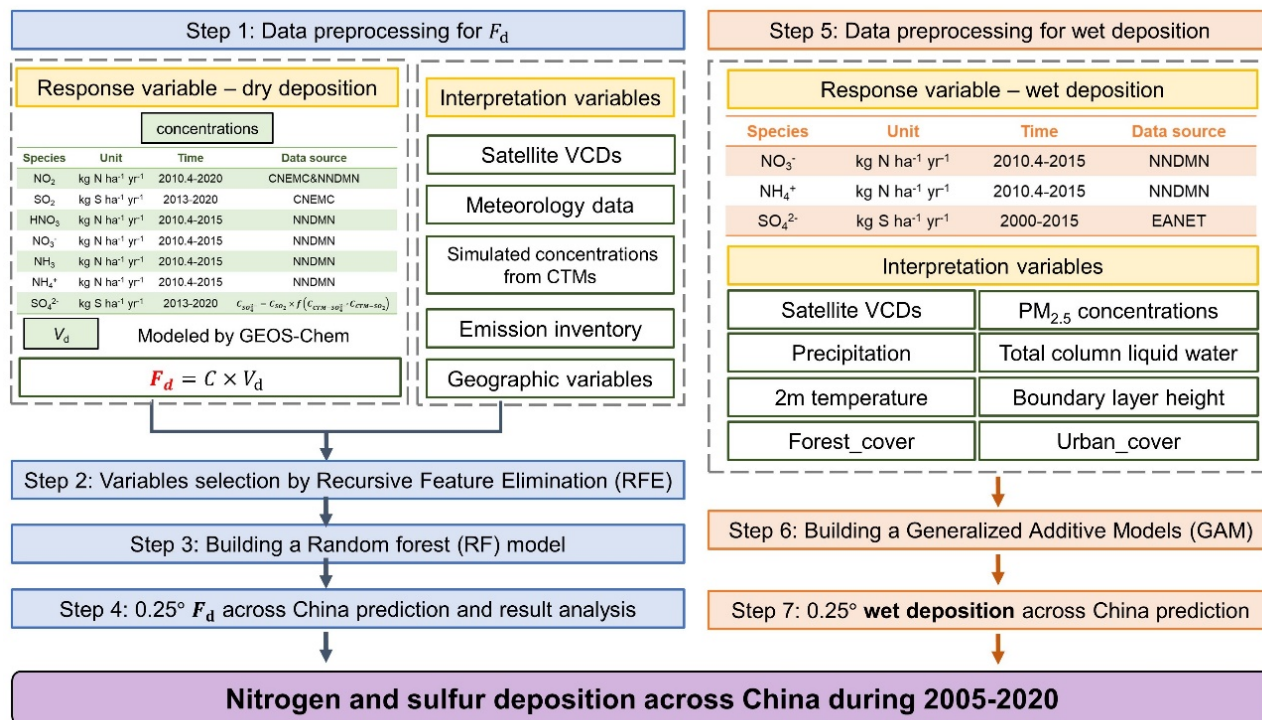 Step 1: Data preprocessing for F_d
Response variable – dry deposition
concentrations
Species Unit Time Data source
NO₂ kg N ha⁻¹ yr⁻¹ 2010.4-2020 CNEMC&NNDMN
SO₂ kg S ha⁻¹ yr⁻¹ 2013-2020 CNEMC
HNO₃ kg N ha⁻¹ yr⁻¹ 2010.4-2015 NNDMN
NO₃⁻ kg N ha⁻¹ yr⁻¹ 2010.4-2015 NNDMN
NH₃ kg N ha⁻¹ yr⁻¹ 2010.4-2015 NNDMN
NH₄⁺ kg N ha⁻¹ yr⁻¹ 2010.4-2015 NNDMN
SO₄²⁻ kg S ha⁻¹ yr⁻¹ 2013-2020
V_d Modeled by GEOS-Chem
F_d = C × V_d
Interpretation variables
Satellite VCDs
Meteorology data
Simulated concentrations
from CTMs
Emission inventory
Geographic variables
Step 2: Variables selection by Recursive Feature Elimination (RFE)
Step 3: Building a Random forest (RF) model
Step 4: 0.25° F_d across China prediction and result analysis
Step 5: Data preprocessing for wet deposition
Response variable – wet deposition
Species Unit Time Data source
NO₃⁻ kg N ha⁻¹ yr⁻¹ 2010.4-2015 NNDMN
NH₄⁺ kg N ha⁻¹ yr⁻¹ 2010.4-2015 NNDMN
SO₄²⁻ kg S ha⁻¹ yr⁻¹ 2000-2015 EANET
Interpretation variables
Satellite VCDs PM₂.₅ concentrations
Precipitation Total column liquid water
2m temperature Boundary layer height
Forest_cover Urban_cover
Step 6: Building a Generalized Additive Models (GAM)
Step 7: 0.25° wet deposition across China prediction
Nitrogen and sulfur deposition across China during 2005-2020